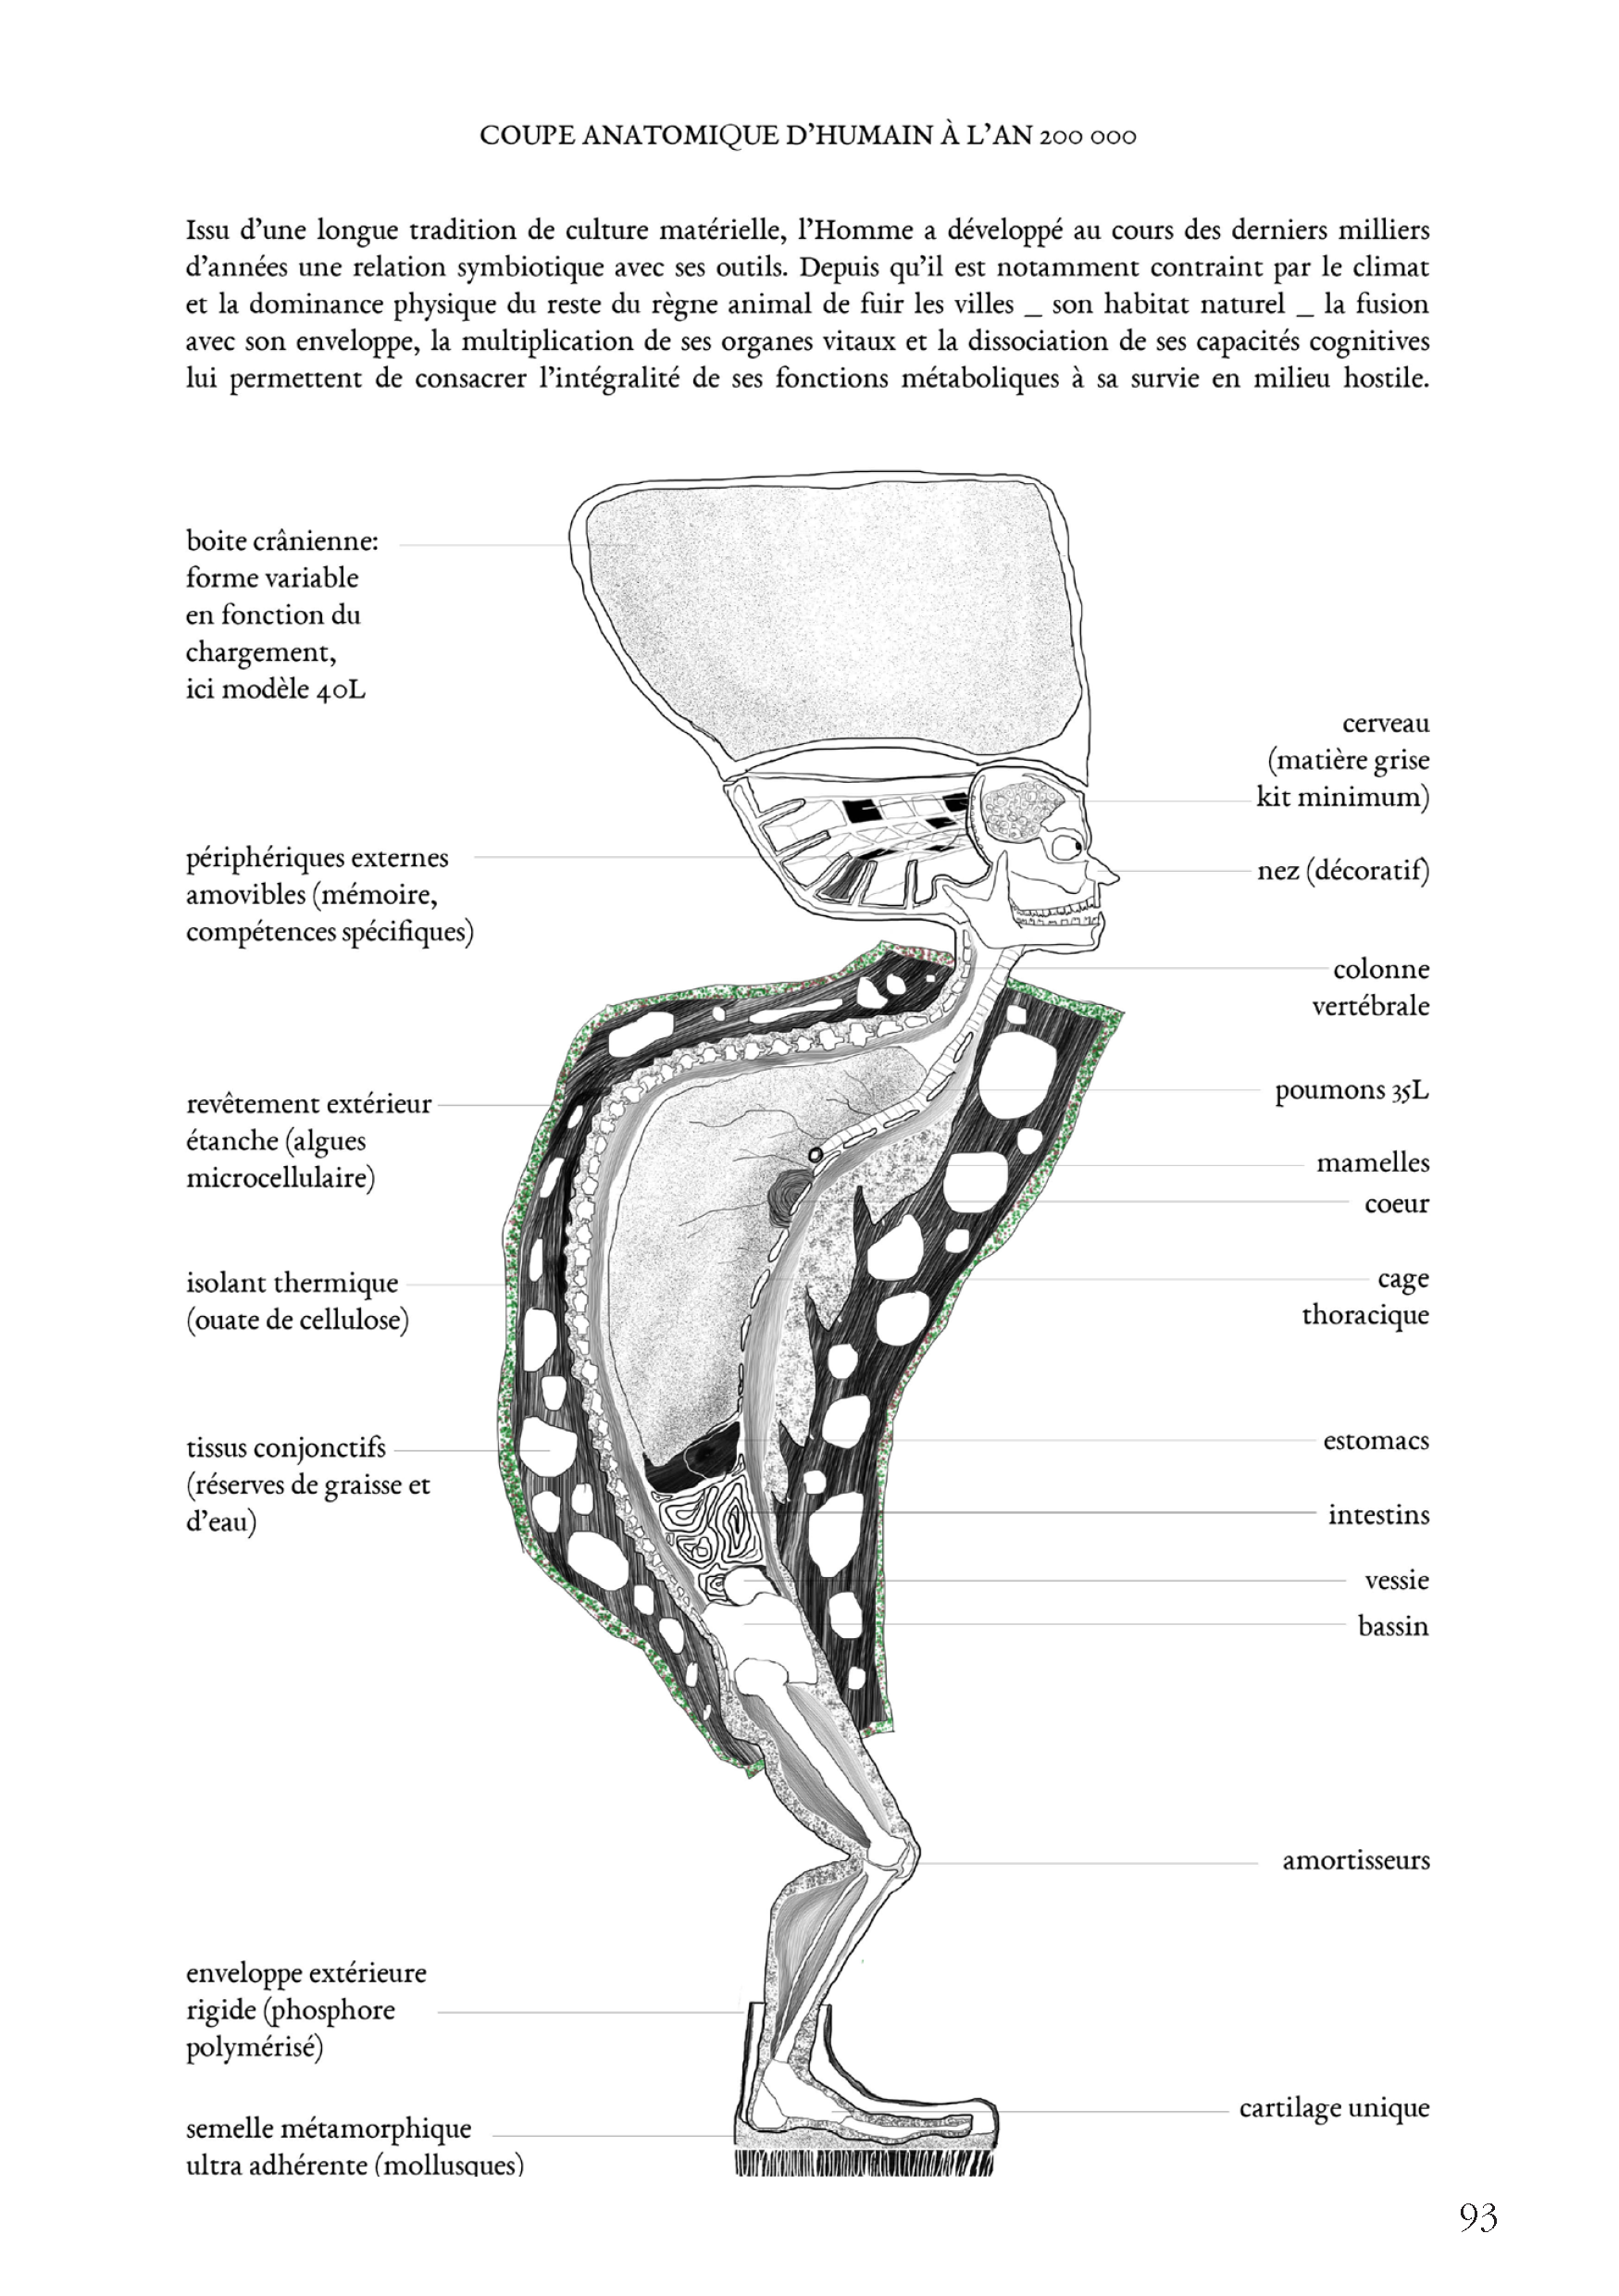 COUPE ANATOMIQUE D'HUMAIN À L'AN 200 000
Issu d'une longue tradition de culture matérielle, l'Homme a développé au cours des derniers milliers
d'années une relation symbiotique avec ses outils. Depuis qu'il est notamment contraint par le climat
et la dominance physique du reste du règne animal de fuir les villes _ son habitat naturel _ la fusion
avec son enveloppe, la multiplication de ses organes vitaux et la dissociation de ses capacités cognitives
lui permettent de consacrer l'intégralité de ses fonctions métaboliques à sa survie en milieu hostile.
boite crânienne:
forme variable
en fonction du
chargement,
ici modèle 40L
périphériques externes
amovibles (mémoire,
compétences spécifiques)
revêtement extérieur
étanche (algues
microcellulaire)
isolant thermique
(ouate de cellulose)
tissus conjonctifs
(réserves de graisse et
d'eau)
enveloppe extérieure
rigide (phosphore
polymérisé)
semelle métamorphique
ultra adhérente (mollusques)
cerveau
(matière grise
kit minimum)
nez (décoratif)
colonne
vertébrale
poumons 35L
mamelles
coeur
cage
thoracique
estomacs
intestins
vessie
bassin
amortisseurs
cartilage unique
93